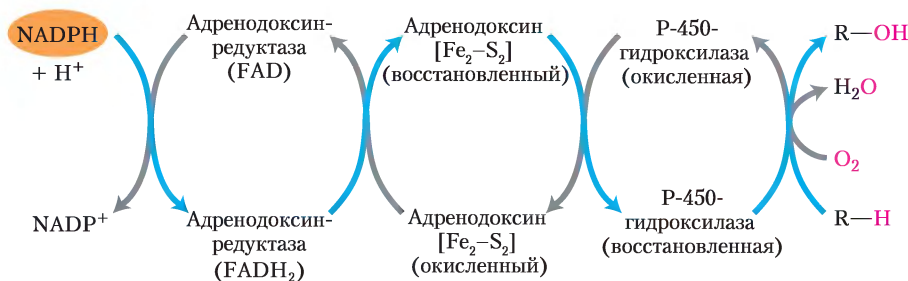 NADPH
+ H⁺
Адренодоксин-
редуктаза
(FAD)
Адренодоксин
[Fe₂–S₂]
(восстановленный)
P-450-
гидроксилаза
(окисленная)
R—OH
H₂O
O₂
R—H
NADP⁺
Адренодоксин-
редуктаза
(FADH₂)
Адренодоксин
[Fe₂–S₂]
(окисленный)
P-450-
гидроксилаза
(восстановленная)